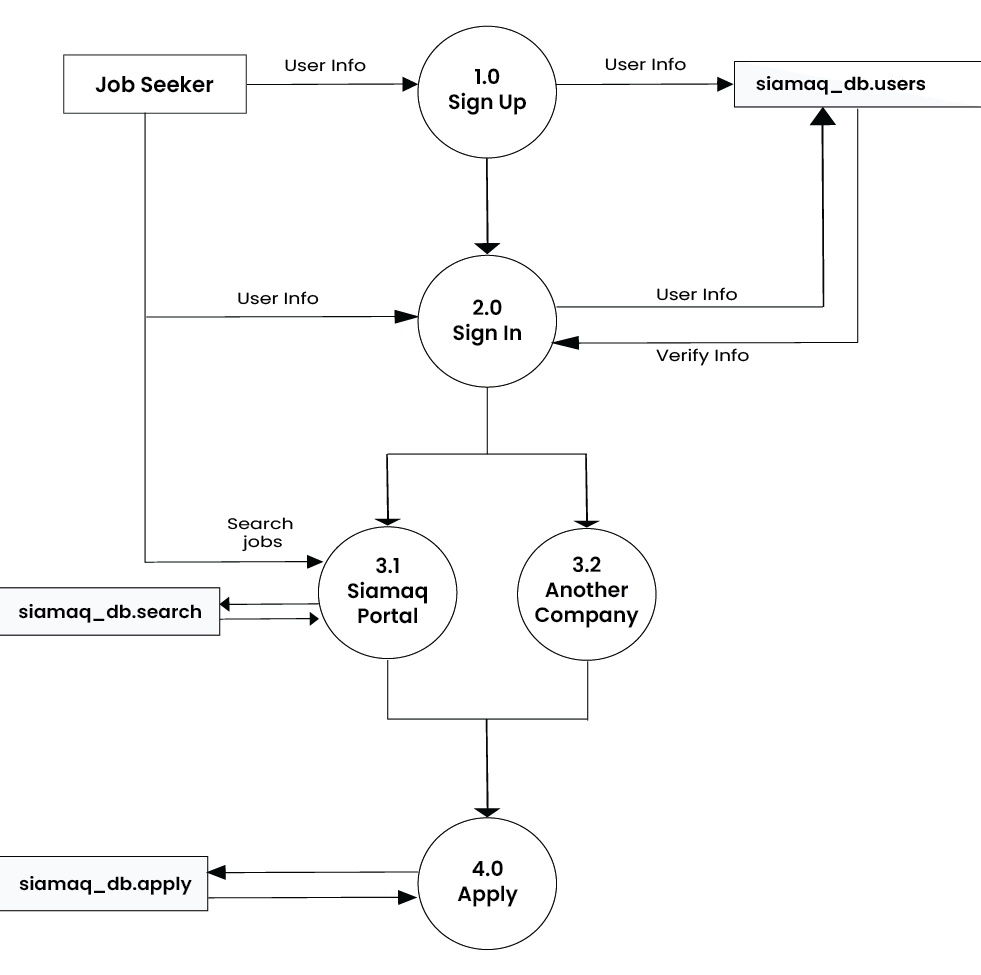 Job Seeker
User Info
1.0
Sign Up
User Info
siamaq_db.users
User Info
2.0
Sign In
User Info
Verify Info
Search
jobs
3.1
Siamaq
Portal
3.2
Another
Company
siamaq_db.search
4.0
Apply
siamaq_db.apply